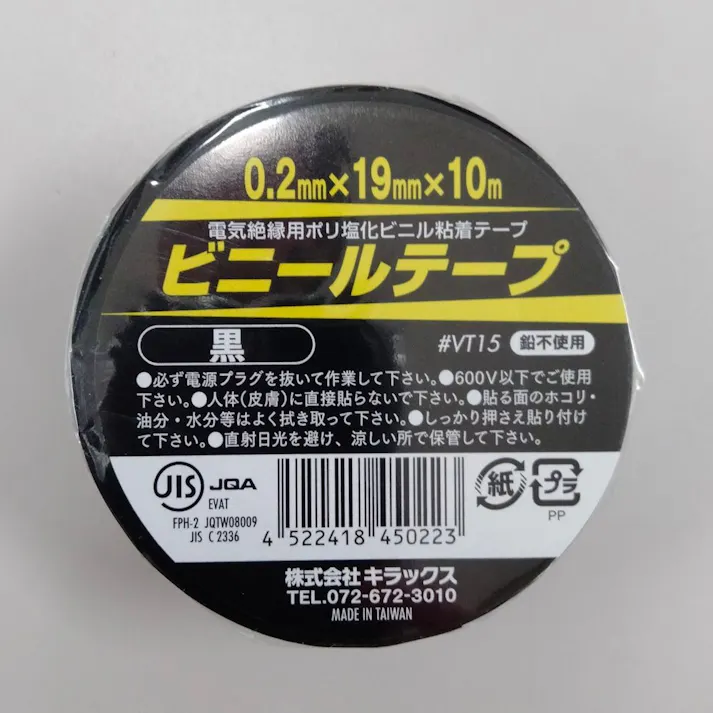 0.2mm×19mm×10m
電気絶縁用ポリ塩化ビニル粘着テープ
ビニールテープ
黒
#VT15 鉛不使用
●必ず電源プラグを抜いて作業して下さい。●600V以下でご使用
下さい。●人体(皮膚)に直接貼らないで下さい。●貼る面のホコリ・
油分・水分等はよく拭き取って下さい。●しっかり押さえ貼り付け
て下さい。●直射日光を避け、涼しい所で保管して下さい。
JIS JQA
EVAT
FPH-2 JQTW08009
JIS C 2336
4 522418 450223
紙 プラ
PP
株式会社 キラックス
TEL.072-672-3010
MADE IN TAIWAN